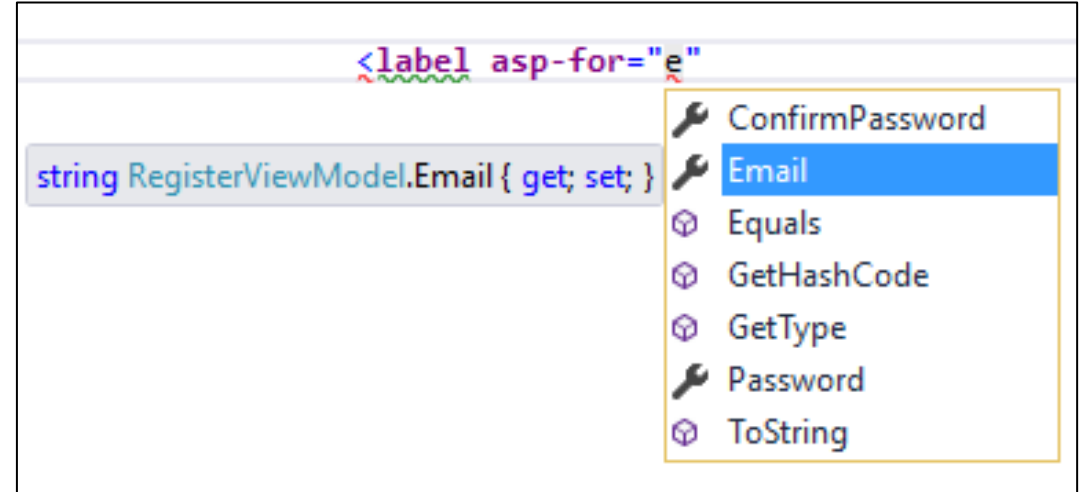 <label asp-for="e"
ConfirmPassword
string RegisterViewModel.Email { get; set; }
Email
Equals
GetHashCode
GetType
Password
ToString